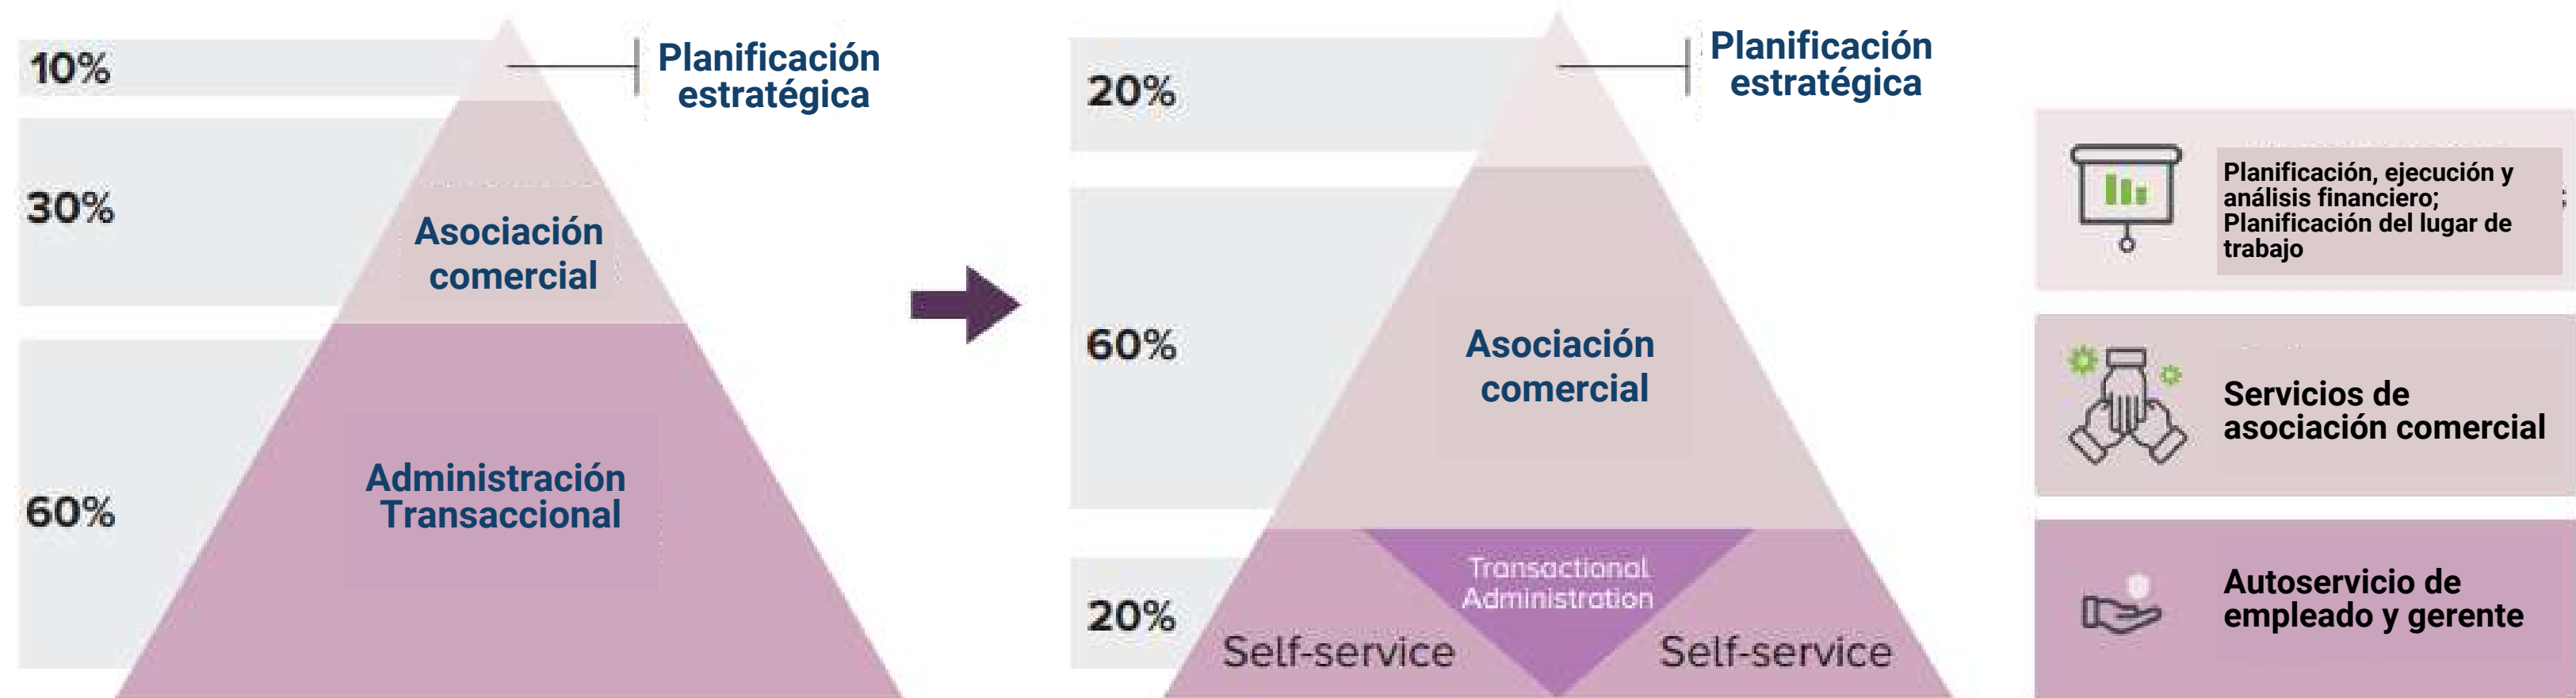 10%
Planificación
estratégica
30%
Asociación
comercial
60%
Administración
Transaccional
20%
Planificación
estratégica
60%
Asociación
comercial
20%
Transactional
Administration
Self-service
Self-service
Planificación, ejecución y
análisis financiero;
Planificación del lugar de
trabajo
Servicios de
asociación comercial
Autoservicio de
empleado y gerente